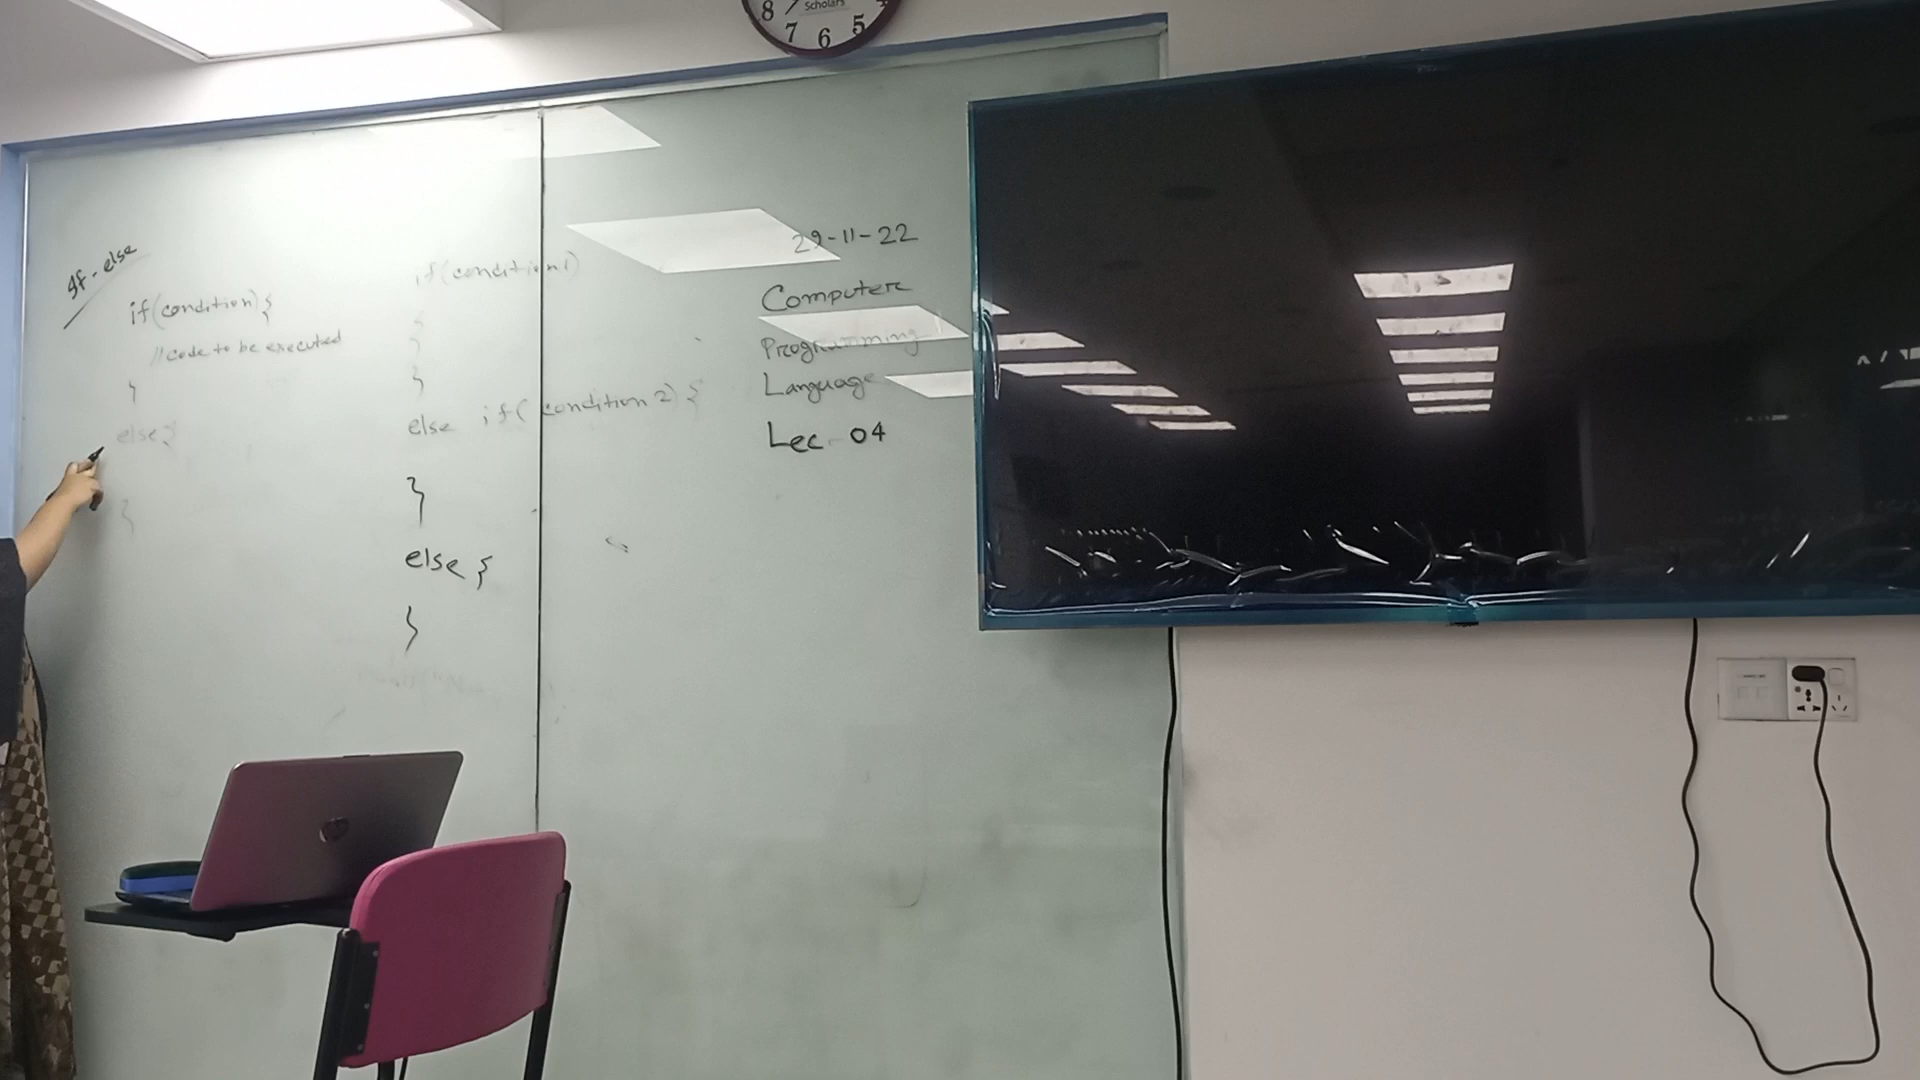 8 7 6 5
Scholars
If-else
if(condition){
//code to be executed
}
else{
}
if(condition1)
{
}
else if(condition 2) {
}
else {
}
29-11-22
Computer
Programming
Language
Lec-04